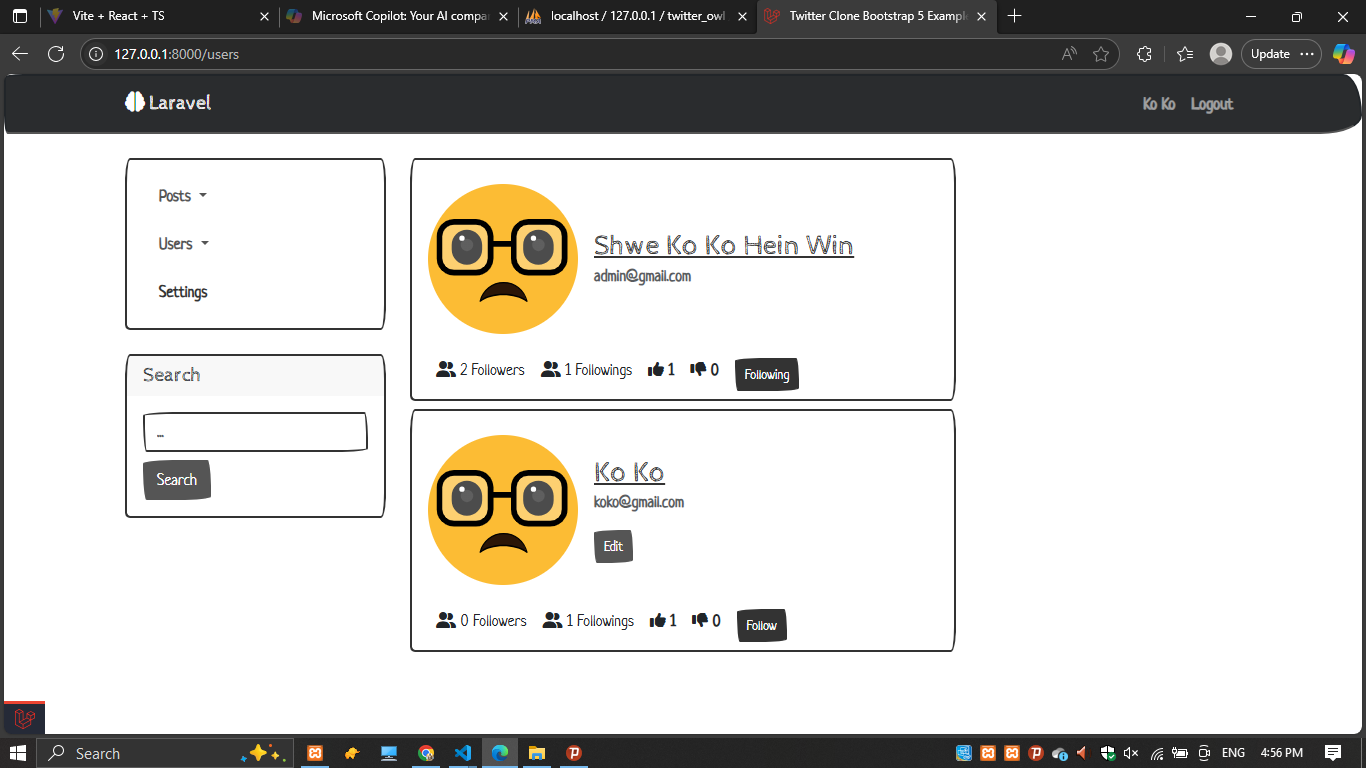 Vite + React + TS
Microsoft Copilot: Your AI compa
localhost / 127.0.0.1 / twitter_owl
Twitter Clone Bootstrap 5 Example
127.0.0.1:8000/users
Update
Laravel
Ko Ko Logout
Posts
Users
Settings
Search
...
Search
Shwe Ko Ko Hein Win
admin@gmail.com
2 Followers 1 Followings 1 0 Following
Ko Ko
koko@gmail.com
Edit
0 Followers 1 Followings 1 0 Follow
Search
ENG 4:56 PM